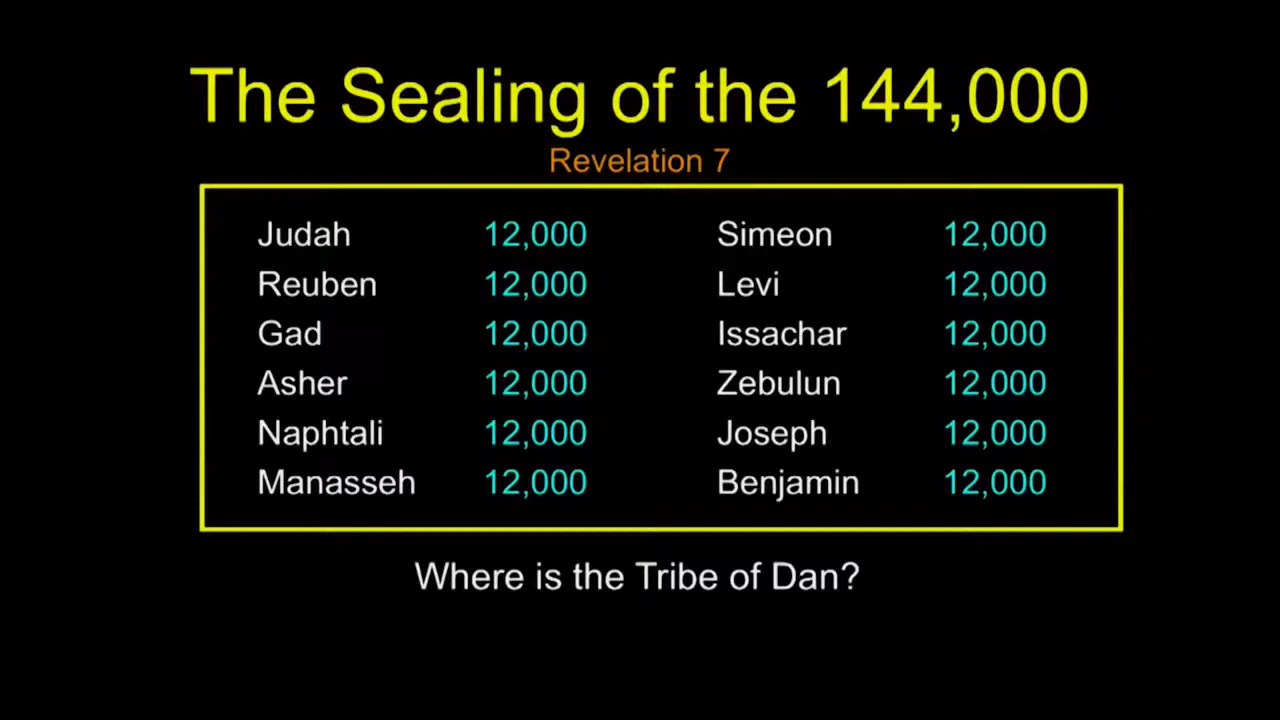 The Sealing of the 144,000
Revelation 7
Judah 12,000 Simeon 12,000
Reuben 12,000 Levi 12,000
Gad 12,000 Issachar 12,000
Asher 12,000 Zebulun 12,000
Naphtali 12,000 Joseph 12,000
Manasseh 12,000 Benjamin 12,000
Where is the Tribe of Dan?